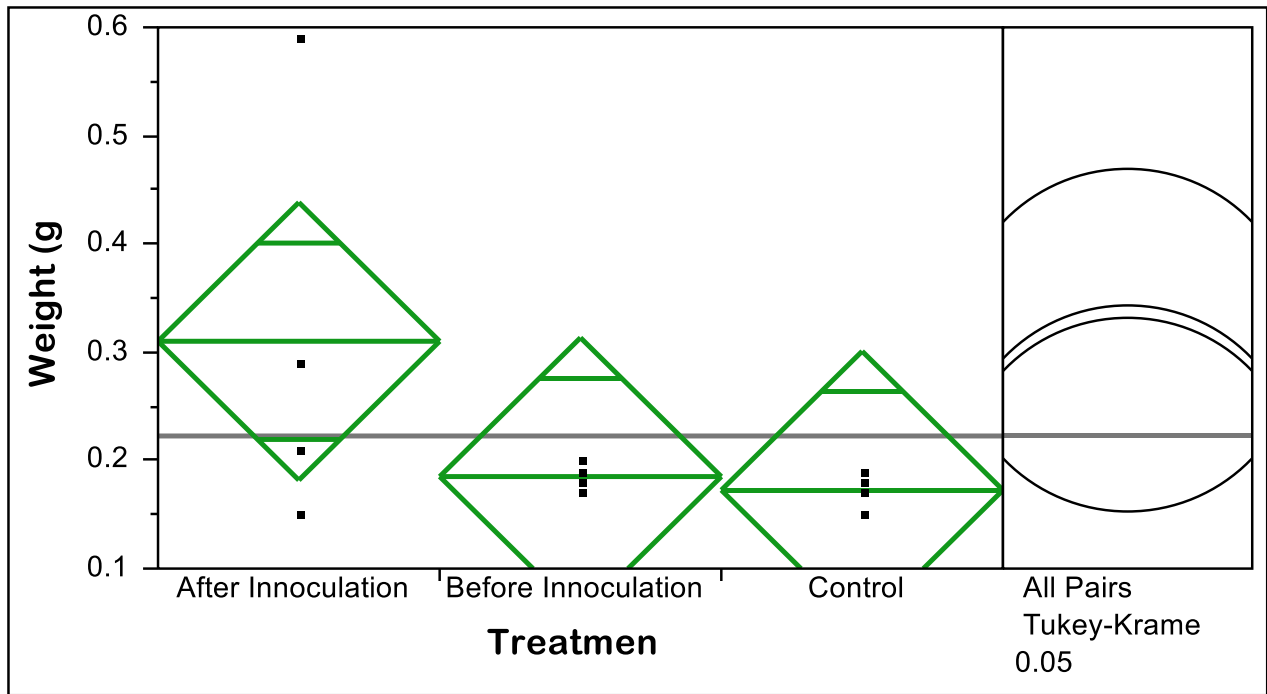 Weight (g
0.6
0.5
0.4
0.3
0.2
0.1
After Innoculation
Before Innoculation
Control
All Pairs
Tukey-Krame
0.05
Treatmen